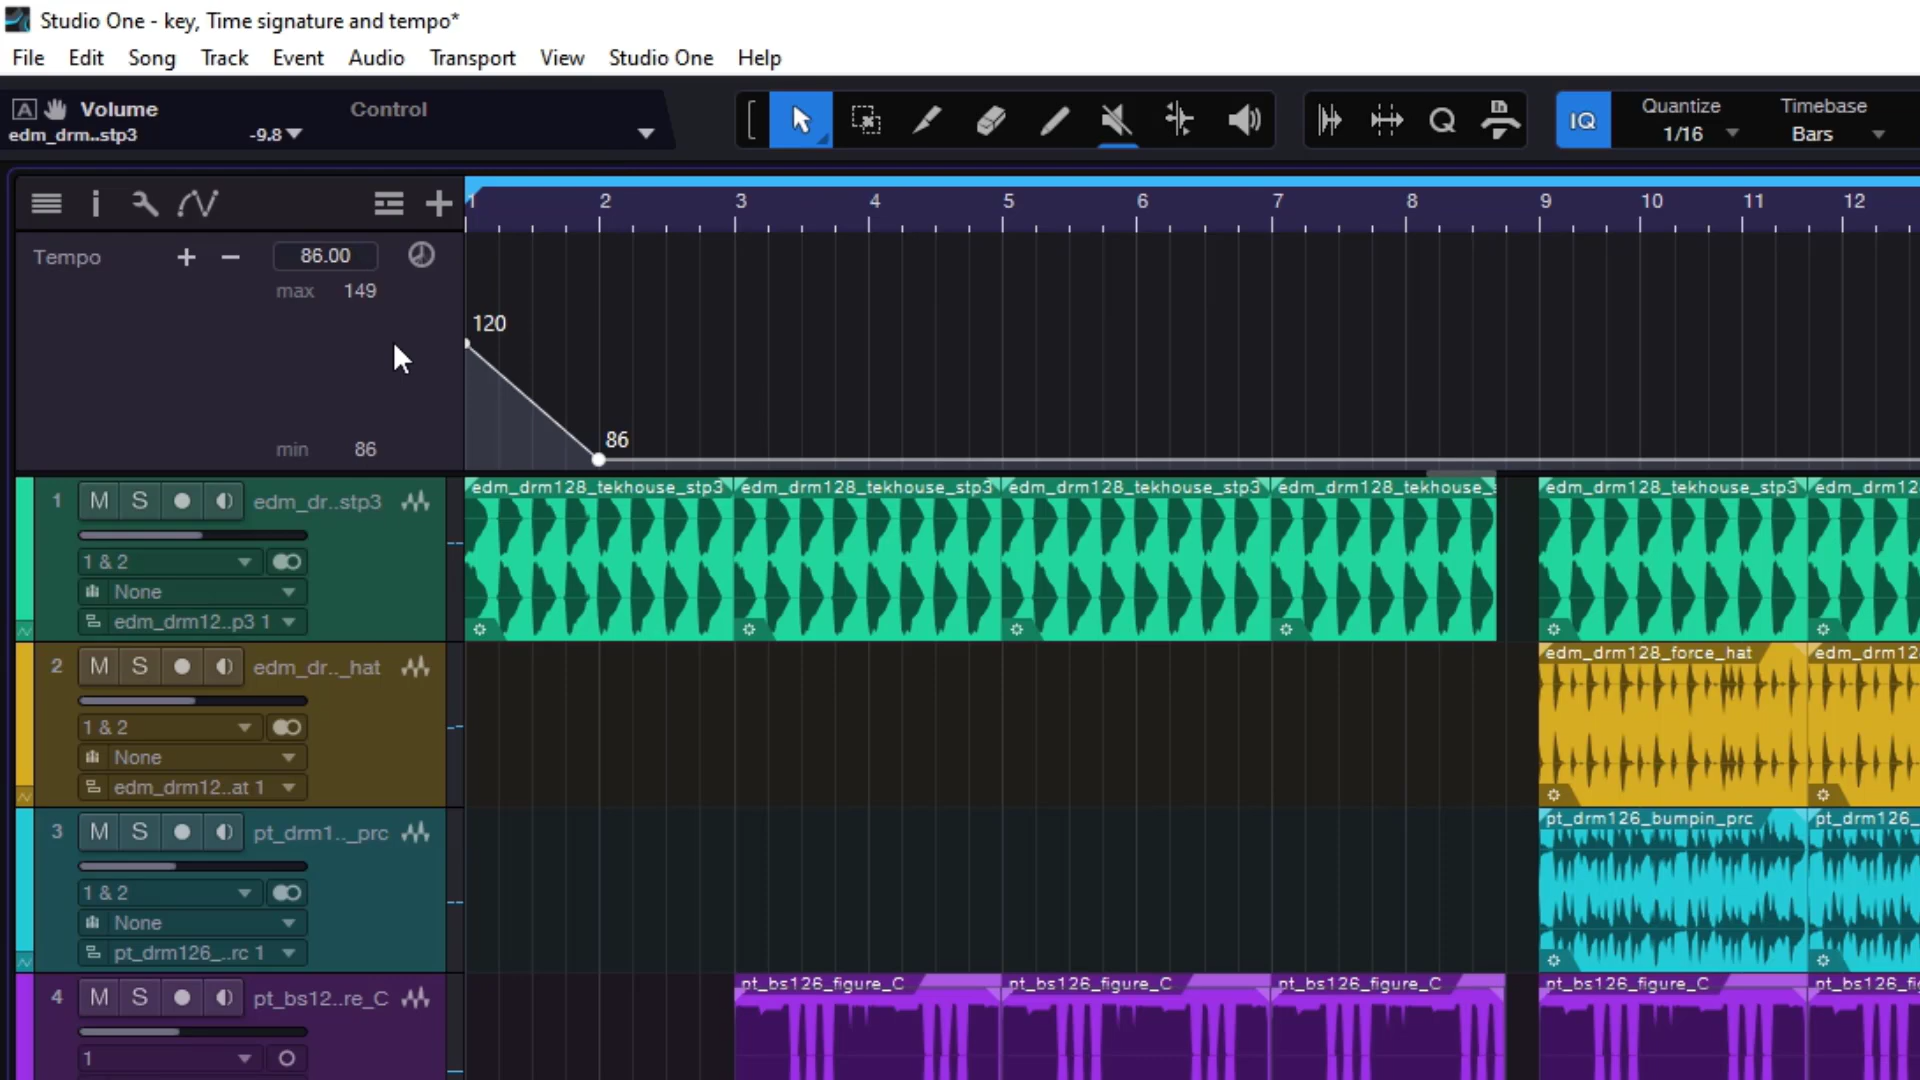 Studio One - key, Time signature and tempo*
File Edit Song Track Event Audio Transport View Studio One Help
A Volume Control
edm_drm..stp3 -9.8
IQ Quantize 1/16 Timebase Bars
1 2 3 4 5 6 7 8 9 10 11 12
Tempo + - 86.00
max 149
120
86
min 86
1 M S edm_dr..stp3
1 & 2
None
edm_drm12..p3 1
edm_drm128_tekhouse_stp3 edm_drm128_tekhouse_stp3 edm_drm128_tekhouse_stp3 edm_drm128_tekhouse_s edm_drm128_tekhouse_stp3 edm_drm12
2 M S edm_dr.._hat
1 & 2
None
edm_drm12..at 1
edm_drm128_force_hat edm_drm12
3 M S pt_drm1.._prc
1 & 2
None
pt_drm126_..rc 1
pt_drm126_bumpin_prc pt_drm126_
4 M S pt_bs12..re_C
1
pt_bs126_figure_C pt_bs126_figure_C pt_bs126_figure_C pt_bs126_figure_C pt_bs126_fig